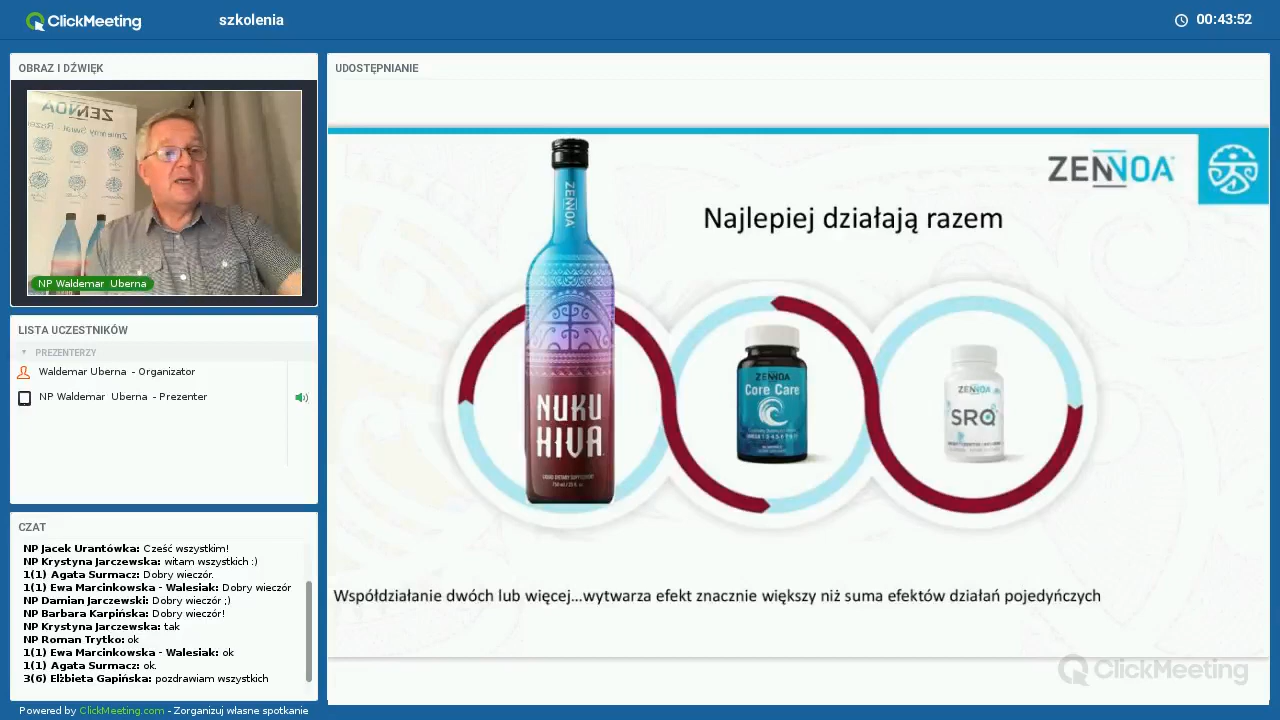 ClickMeeting
szkolenia
00:43:52
OBRAZ I DŹWIĘK
ZENNOA
NP Waldemar Uberna
LISTA UCZESTNIKÓW
PREZENTERZY
Waldemar Uberna - Organizator
NP Waldemar Uberna - Prezenter
CZAT
NP Jacek Urantówka: Cześć wszystkim!
NP Krystyna Jarczewska: witam wszystkich :)
1(1) Agata Surmacz: Dobry wieczór.
1(1) Ewa Marcinkowska - Walesiak: Dobry wieczór
NP Damian Jarczewski: Dobry wieczór ;)
NP Barbara Karpińska: Dobry wieczór!
NP Krystyna Jarczewska: tak
NP Roman Trytko: ok
1(1) Ewa Marcinkowska - Walesiak: ok
1(1) Agata Surmacz: ok.
3(6) Elżbieta Gapińska: pozdrawiam wszystkich
Powered by ClickMeeting.com - Zorganizuj własne spotkanie
UDOSTĘPNIANIE
ZENNOA
Najlepiej działają razem
ZENNOA
NUKU
HIVA
LIQUID DIETARY SUPPLEMENT
ZENNOA
Core Care
ZENNOA
SRQ
Współdziałanie dwóch lub więcej...wytwarza efekt znacznie większy niż suma efektów działań pojedyńczych
ClickMeeting